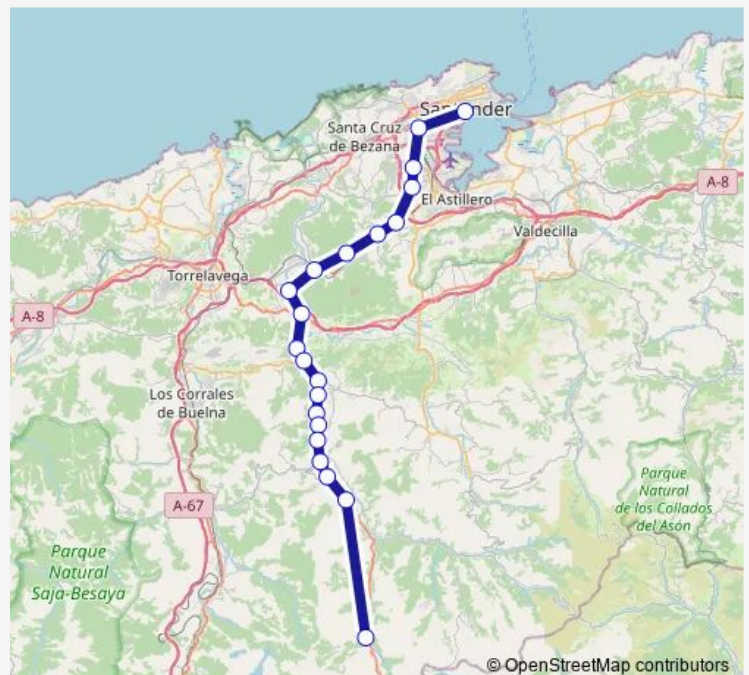 Santander
Santa Cruz
de Bezana
A-8
El Astillero
Valdecilla
Torrelavega
A-8
Los Corrales
de Buelna
Parque
Natural
de los Collados
del Asón
A-67
Parque
Natural
Saja-Besaya
© OpenStreetMap contributors